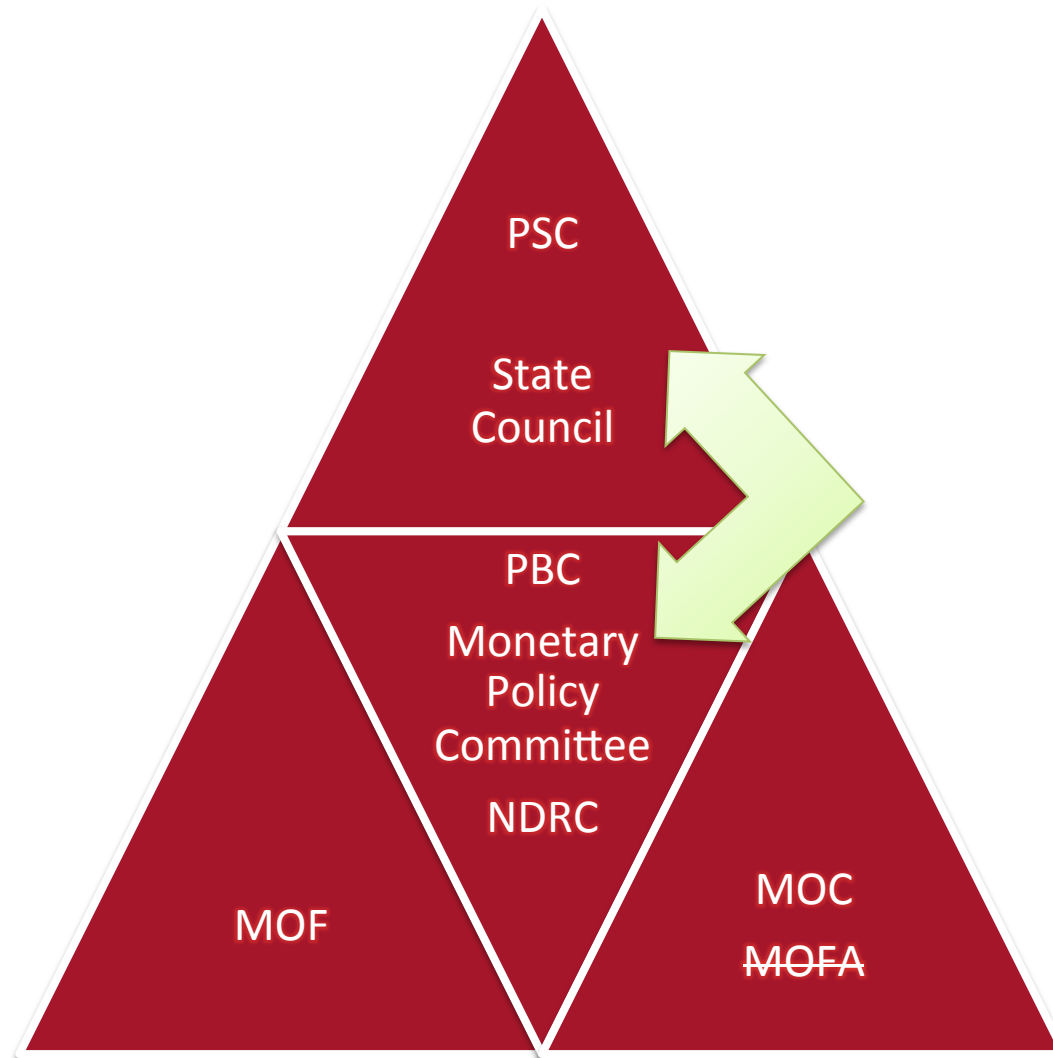 PSC
State
Council
PBC
Monetary
Policy
Committee
NDRC
MOF
MOC
MOFA